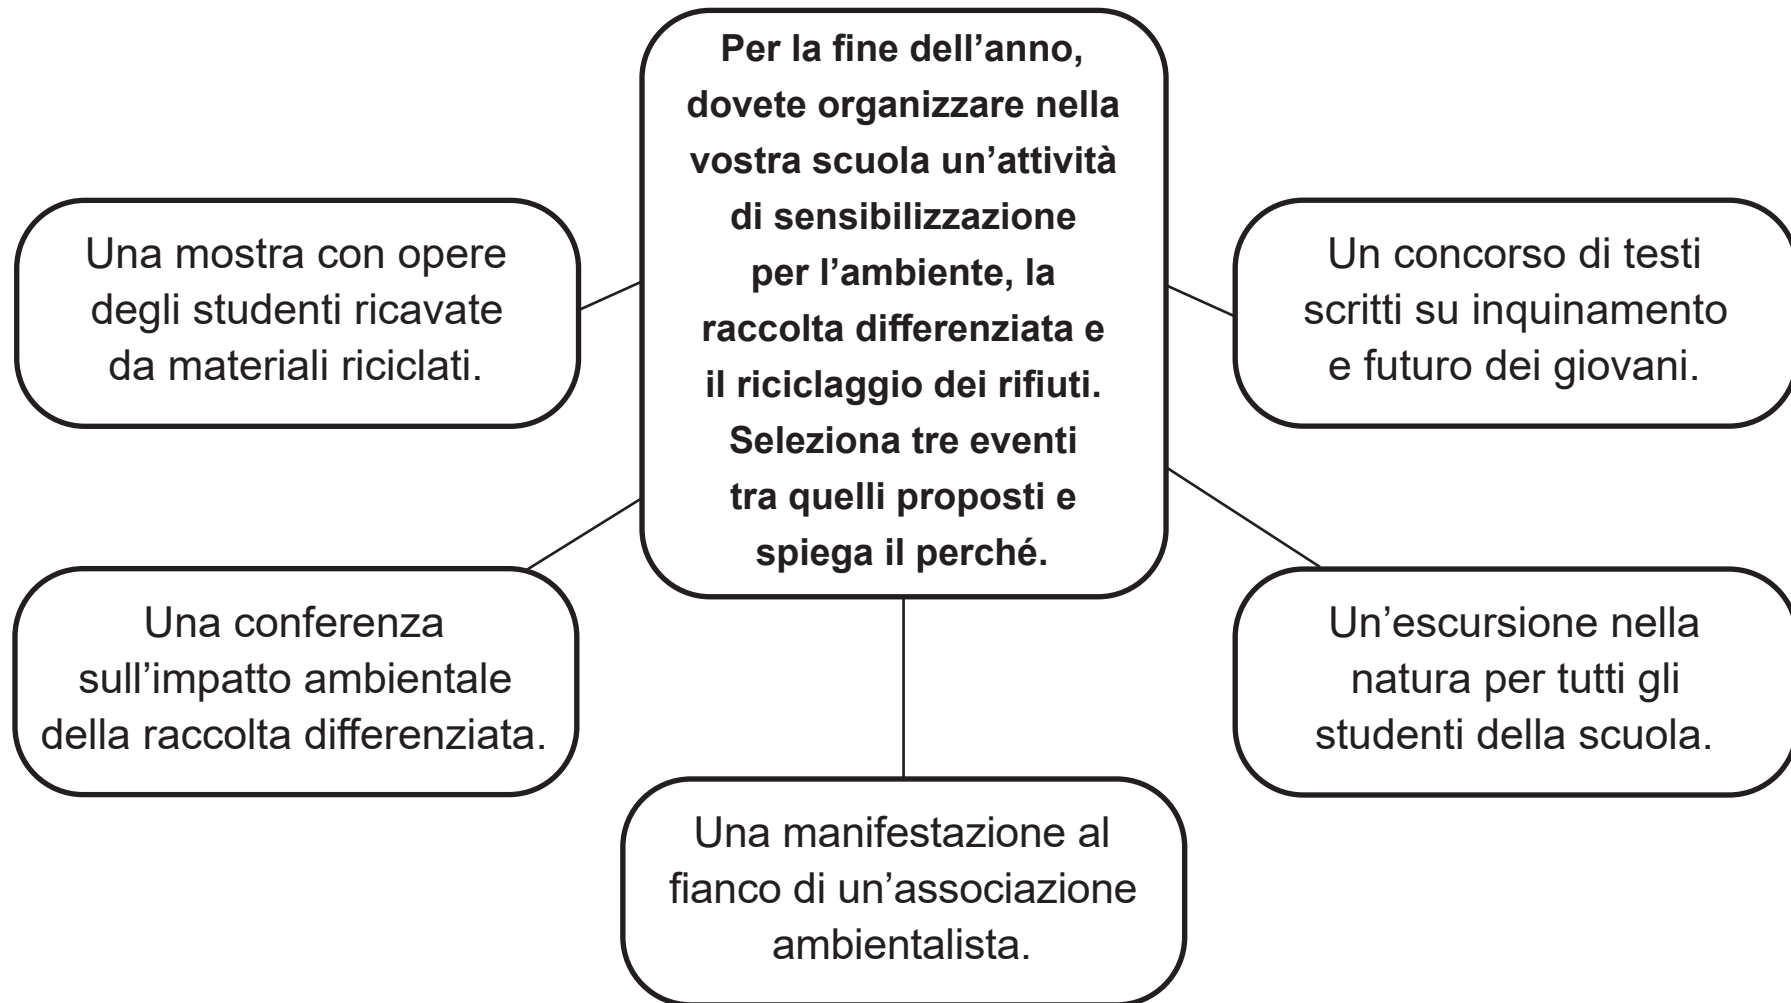 Per la fine dell’anno,
dovete organizzare nella
vostra scuola un’attività
di sensibilizzazione
per l’ambiente, la
raccolta differenziata e
il riciclaggio dei rifiuti.
Seleziona tre eventi
tra quelli proposti e
spiega il perché.
Una mostra con opere
degli studenti ricavate
da materiali riciclati.
Un concorso di testi
scritti su inquinamento
e futuro dei giovani.
Una conferenza
sull’impatto ambientale
della raccolta differenziata.
Un’escursione nella
natura per tutti gli
studenti della scuola.
Una manifestazione al
fianco di un’associazione
ambientalista.